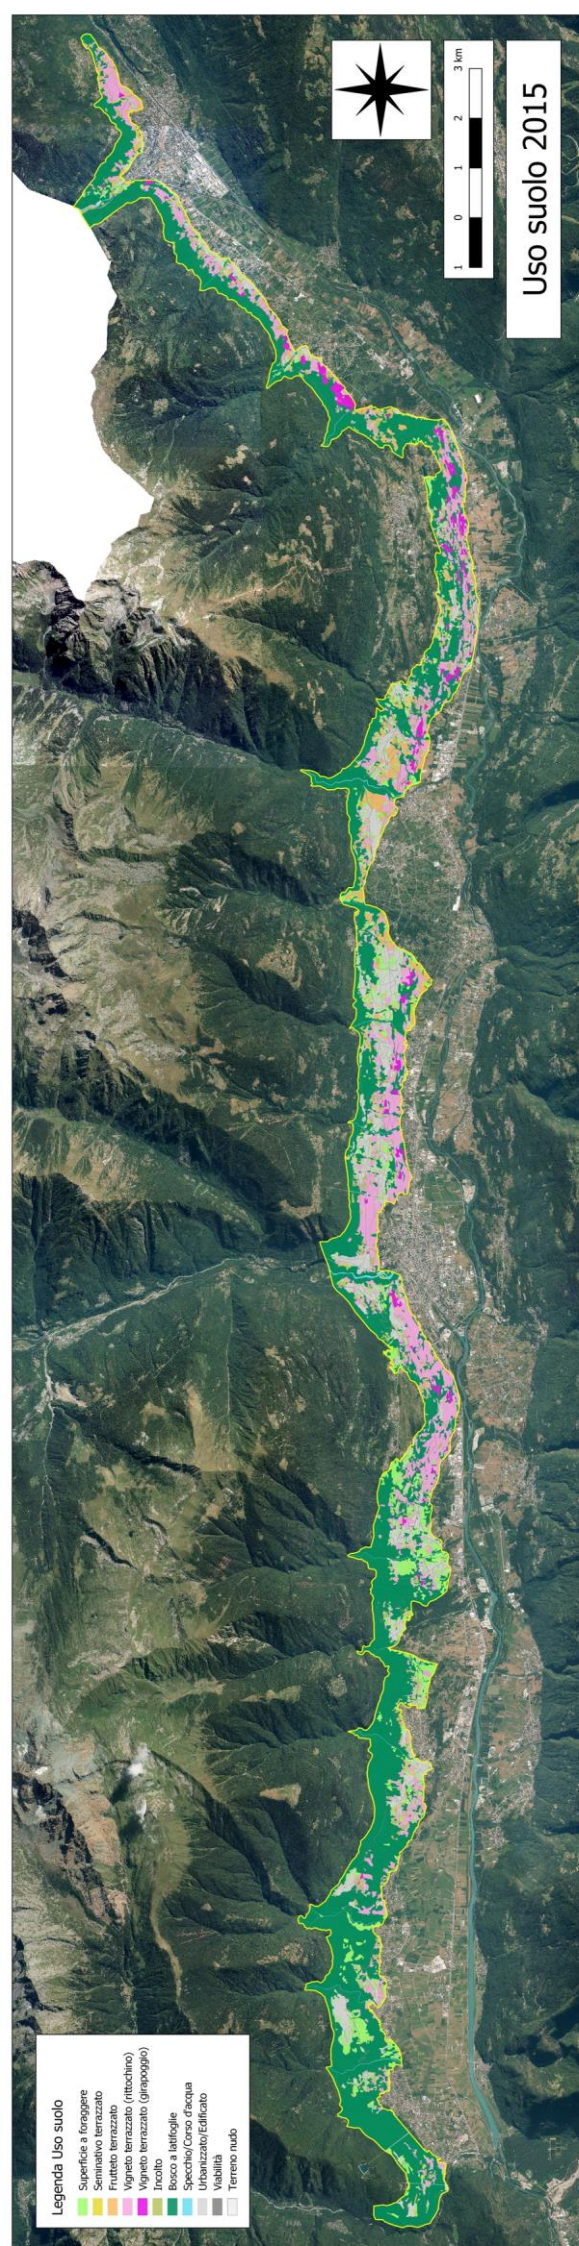 Legenda Uso suolo
Superficie a foraggere
Seminativo terrazzato
Frutteto terrazzato
Vigneto terrazzato (rittochino)
Vigneto terrazzato (girapoggio)
Incolto
Bosco a latifoglie
Specchio/Corso d'acqua
Urbanizzato/Edificato
Viabilità
Terreno nudo
1 0 1 2 3 km
Uso suolo 2015